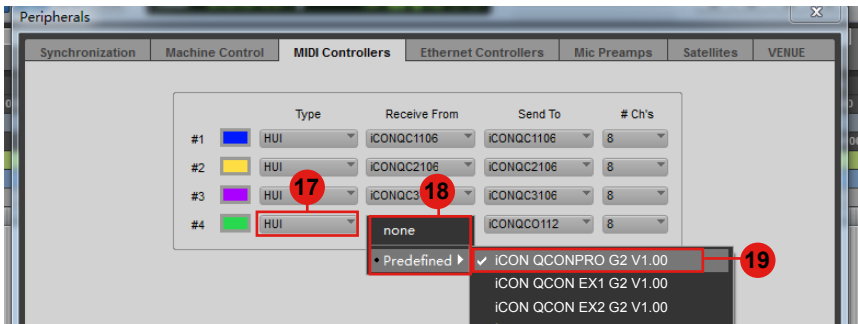 Peripherals
Synchronization Machine Control MIDI Controllers Ethernet Controllers Mic Preamps Satellites VENUE
Type Receive From Send To # Ch's
#1 HUI iCONQC1106 iCONQC1106 8
#2 HUI iCONQC2106 iCONQC2106 8
#3 HUI iCONQC3 iCONQC3106 8
17 18
#4 HUI iCONQCO112 8
none
Predefined ✓ iCON QCONPRO G2 V1.00 19
iCON QCON EX1 G2 V1.00
iCON QCON EX2 G2 V1.00